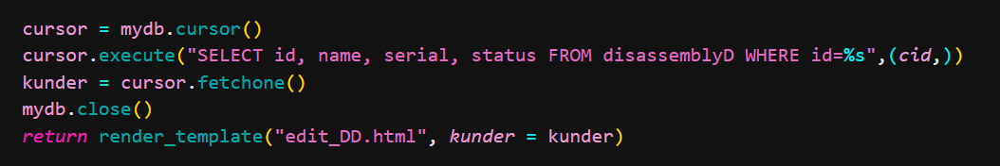 cursor = mydb.cursor()
cursor.execute("SELECT id, name, serial, status FROM disassemblyD WHERE id=%s",(cid,))
kunder = cursor.fetchone()
mydb.close()
return render_template("edit_DD.html", kunder = kunder)